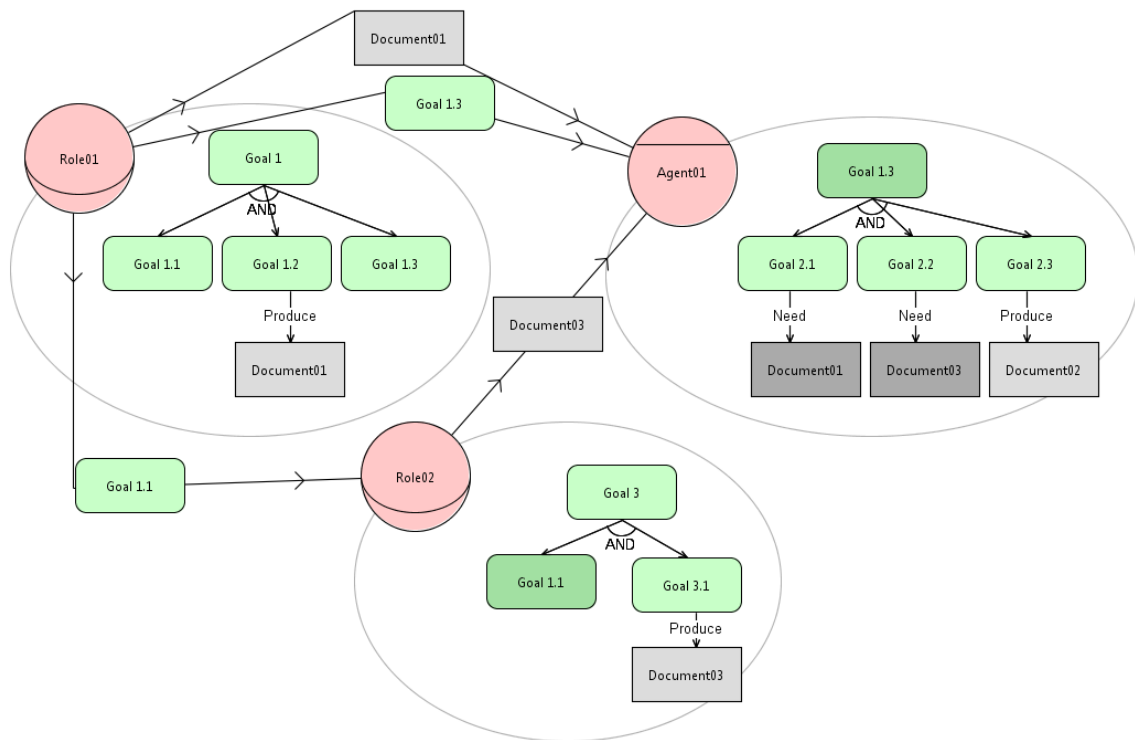 Document01
Goal 1.3
Role01
Goal 1
AND
Goal 1.1
Goal 1.2
Goal 1.3
Produce
Document01
Agent01
Goal 1.3
AND
Goal 2.1
Goal 2.2
Goal 2.3
Need
Need
Produce
Document01
Document03
Document02
Document03
Goal 1.1
Role02
Goal 3
AND
Goal 1.1
Goal 3.1
Produce
Document03